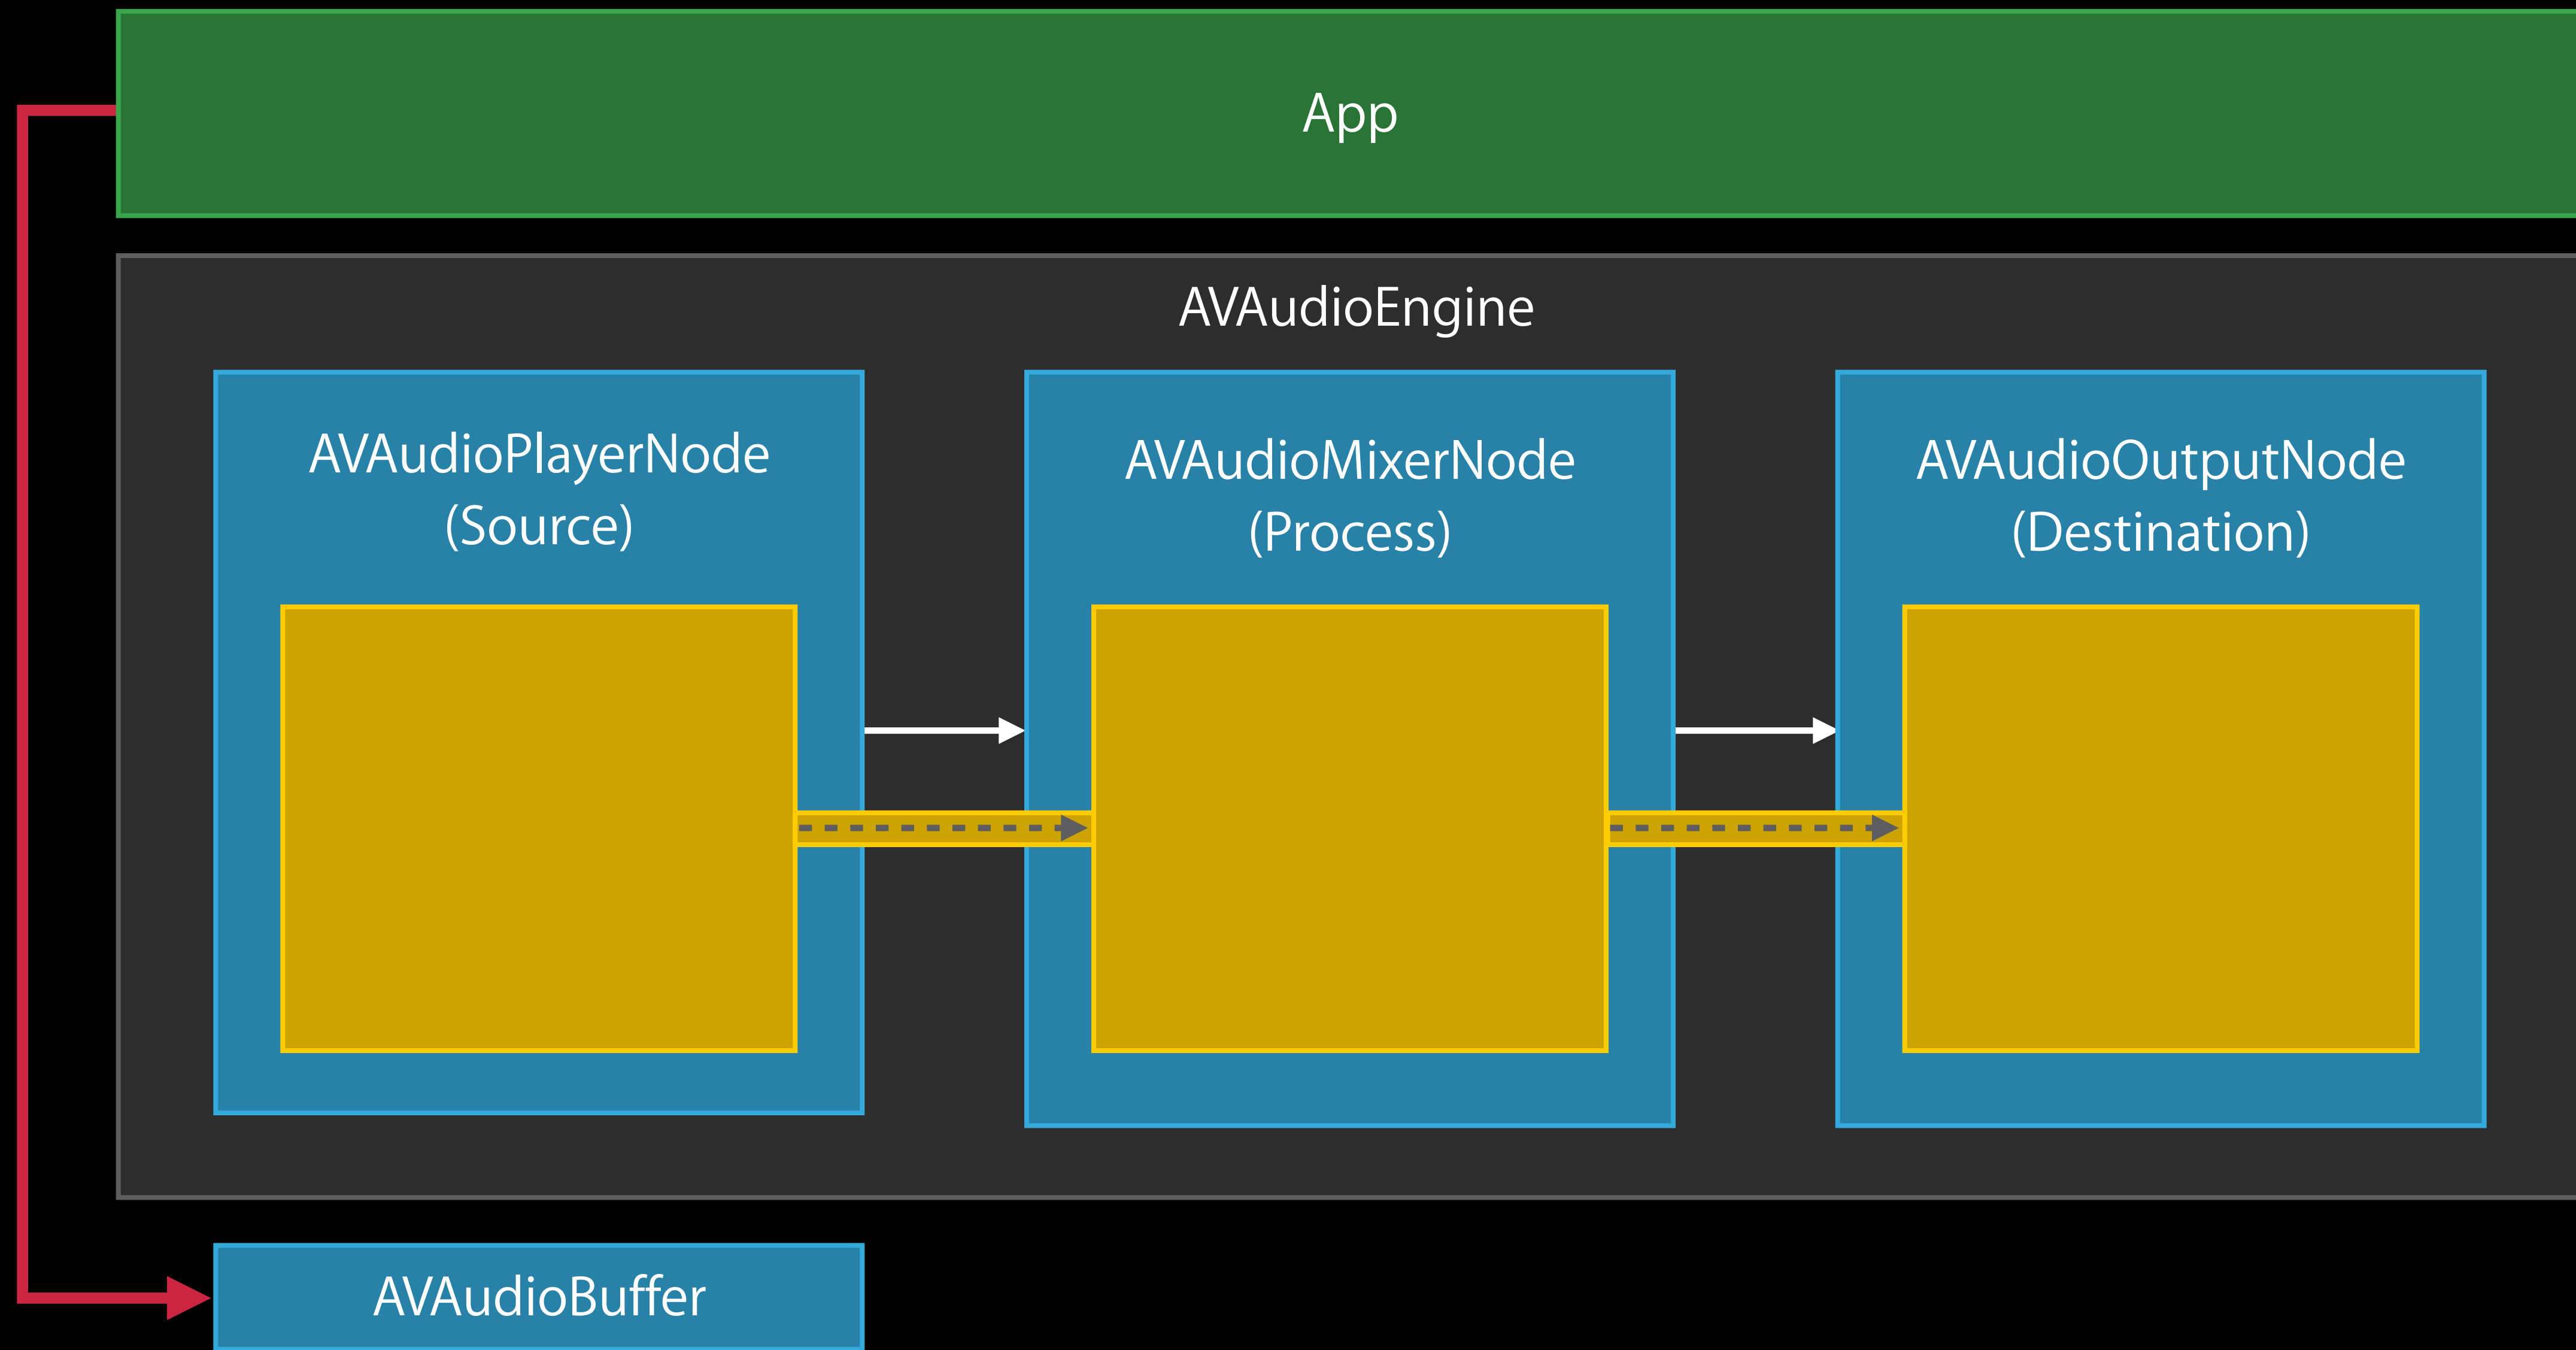 App
AVAudioEngine
AVAudioPlayerNode
(Source)
AVAudioMixerNode
(Process)
AVAudioOutputNode
(Destination)
AVAudioBuffer